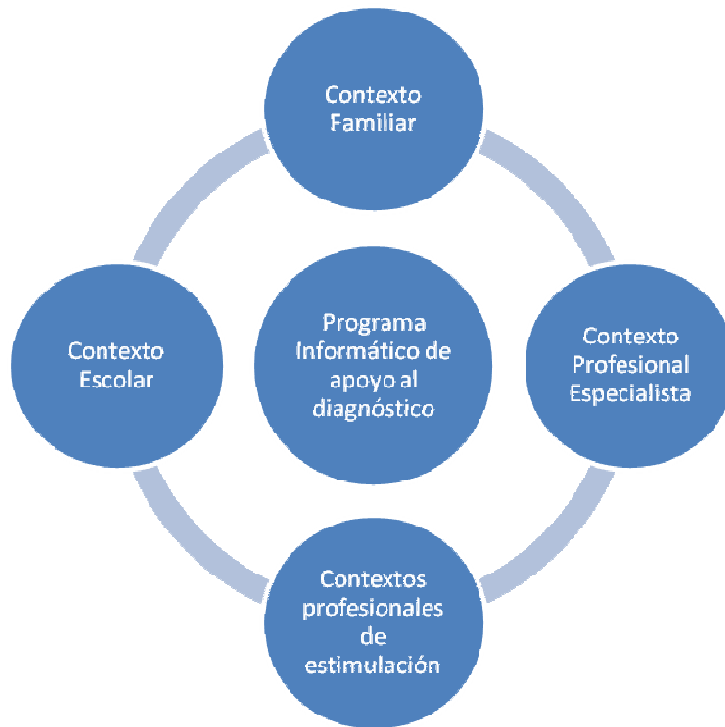 Contexto
Familiar
Contexto
Escolar
Programa
Informático de
apoyo al
diagnóstico
Contexto
Profesional
Especialista
Contextos
profesionales
de
estimulación